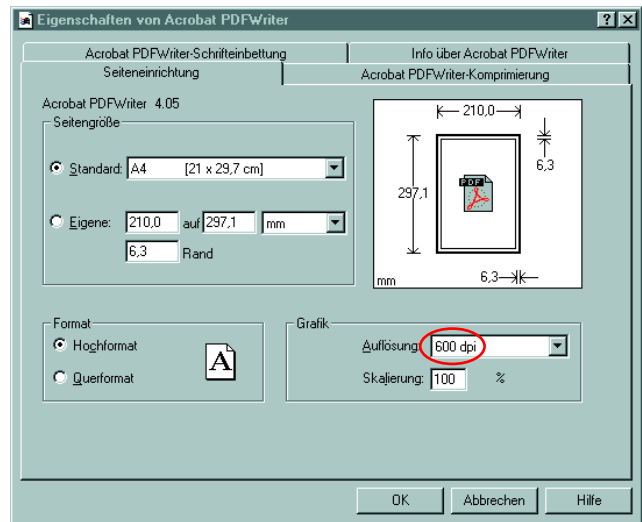 Eigenschaften von Acrobat PDFWriter
Acrobat PDFWriter-Schrifteinbettung
Info über Acrobat PDFWriter
Seiteneinrichtung
Acrobat PDFWriter-Komprimierung
Acrobat PDFWriter 4.05
Seitengröße
Standard: A4 [21 x 29,7 cm]
Eigene: 210,0 auf 297,1 mm
6,3 Rand
210,0
6,3
297,1
PDF
mm 6,3
Format
Hochformat
Querformat
A
Grafik
Auflösung: 600 dpi
Skalierung: 100 %
OK Abbrechen Hilfe